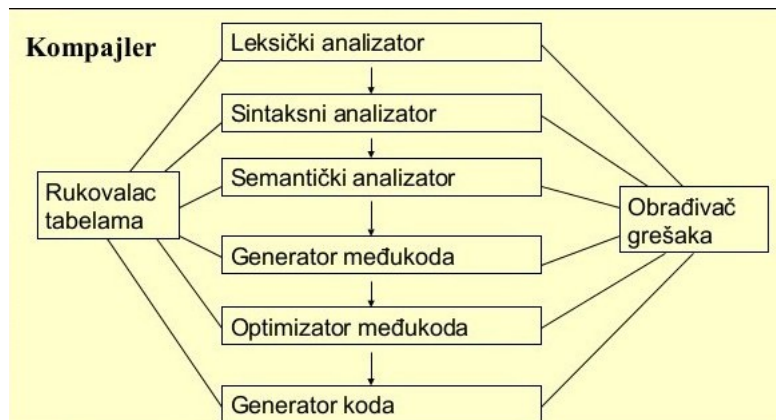 Kompajler
Leksički analizator
Sintaksni analizator
Semantički analizator
Rukovalac
tabelama
Obrađivač
grešaka
Generator međukoda
Optimizator međukoda
Generator koda